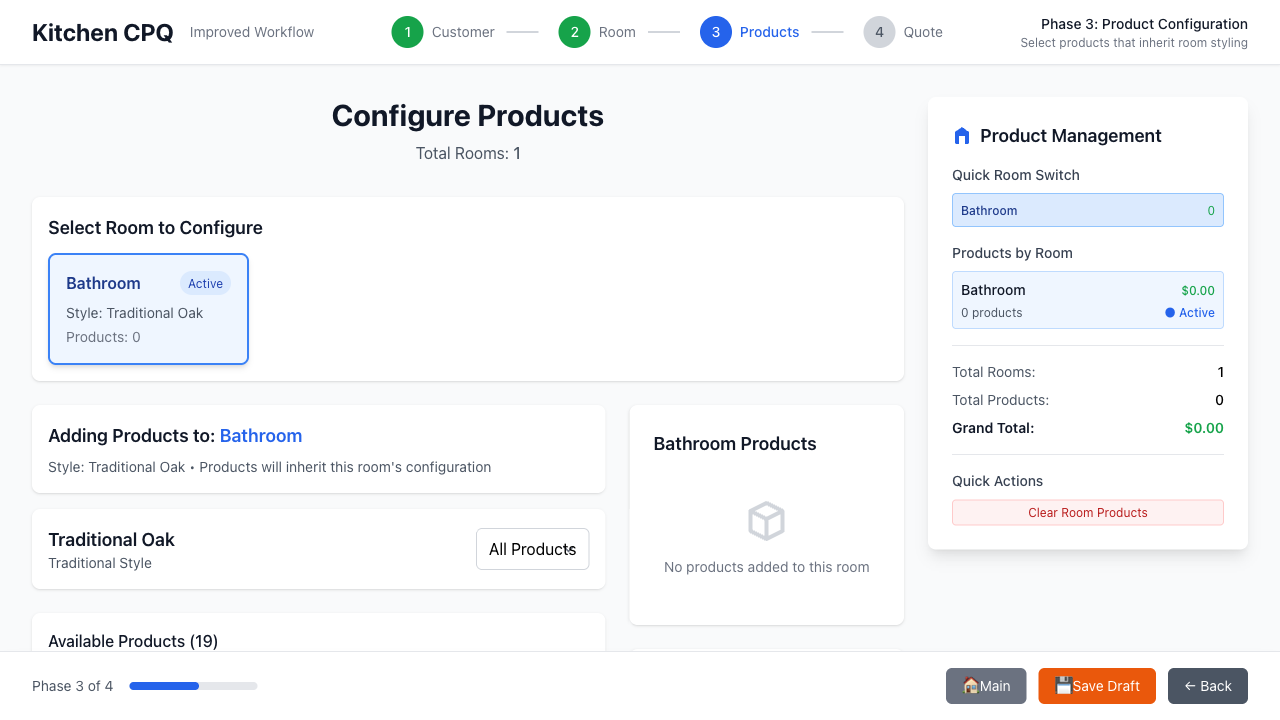 Kitchen CPQ
Improved Workflow
1 Customer
2 Room
3 Products
4 Quote
Phase 3: Product Configuration
Select products that inherit room styling
Configure Products
Total Rooms: 1
Select Room to Configure
Bathroom
Active
Style: Traditional Oak
Products: 0
Adding Products to: Bathroom
Style: Traditional Oak • Products will inherit this room's configuration
Traditional Oak
Traditional Style
All Products
Available Products (19)
Bathroom Products
No products added to this room
Product Management
Quick Room Switch
Bathroom 0
Products by Room
Bathroom $0.00
0 products Active
Total Rooms: 1
Total Products: 0
Grand Total: $0.00
Quick Actions
Clear Room Products
Phase 3 of 4
Main
Save Draft
← Back